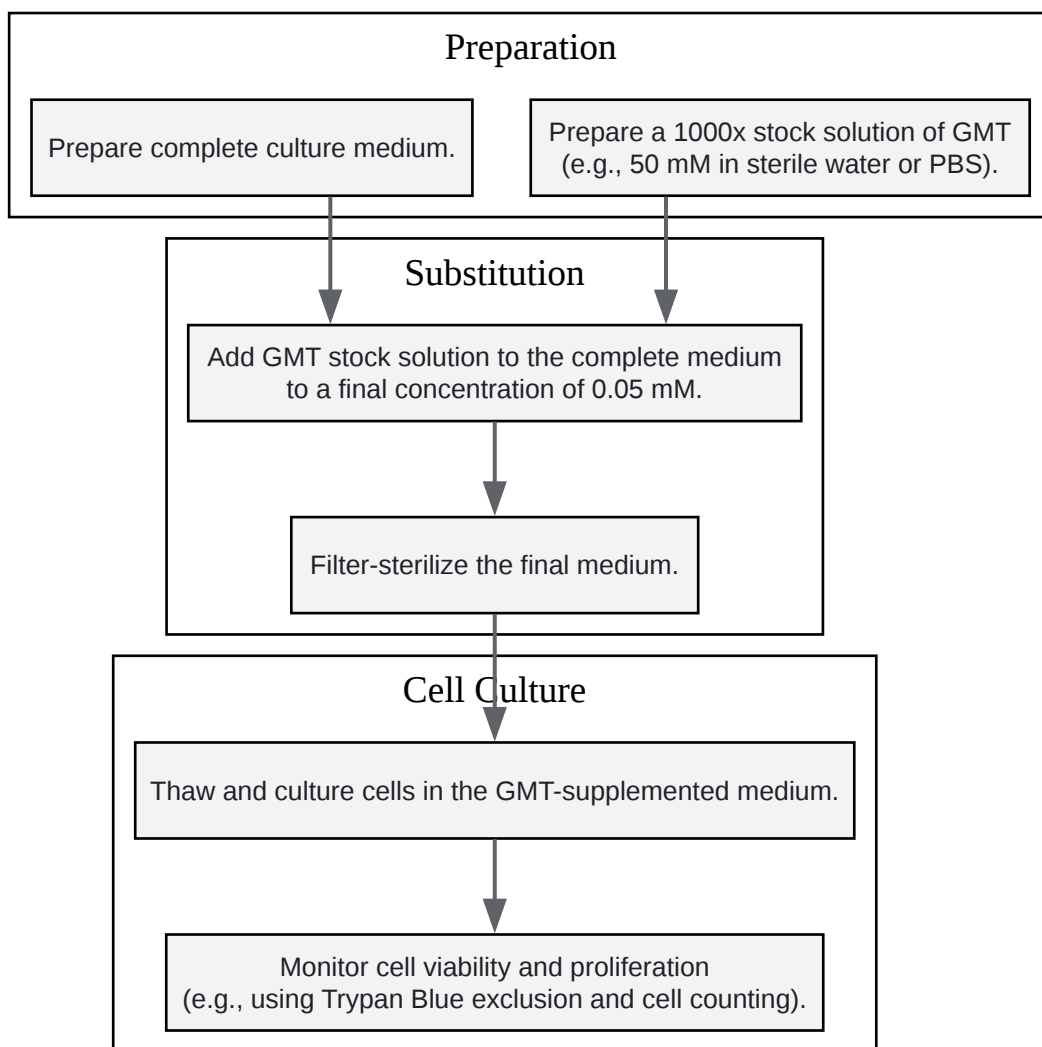 Preparation
Prepare complete culture medium.
Prepare a 1000x stock solution of GMT
(e.g., 50 mM in sterile water or PBS).
Substitution
Add GMT stock solution to the complete medium
to a final concentration of 0.05 mM.
Filter-sterilize the final medium.
Cell Culture
Thaw and culture cells in the GMT-supplemented medium.
Monitor cell viability and proliferation
(e.g., using Trypan Blue exclusion and cell counting).